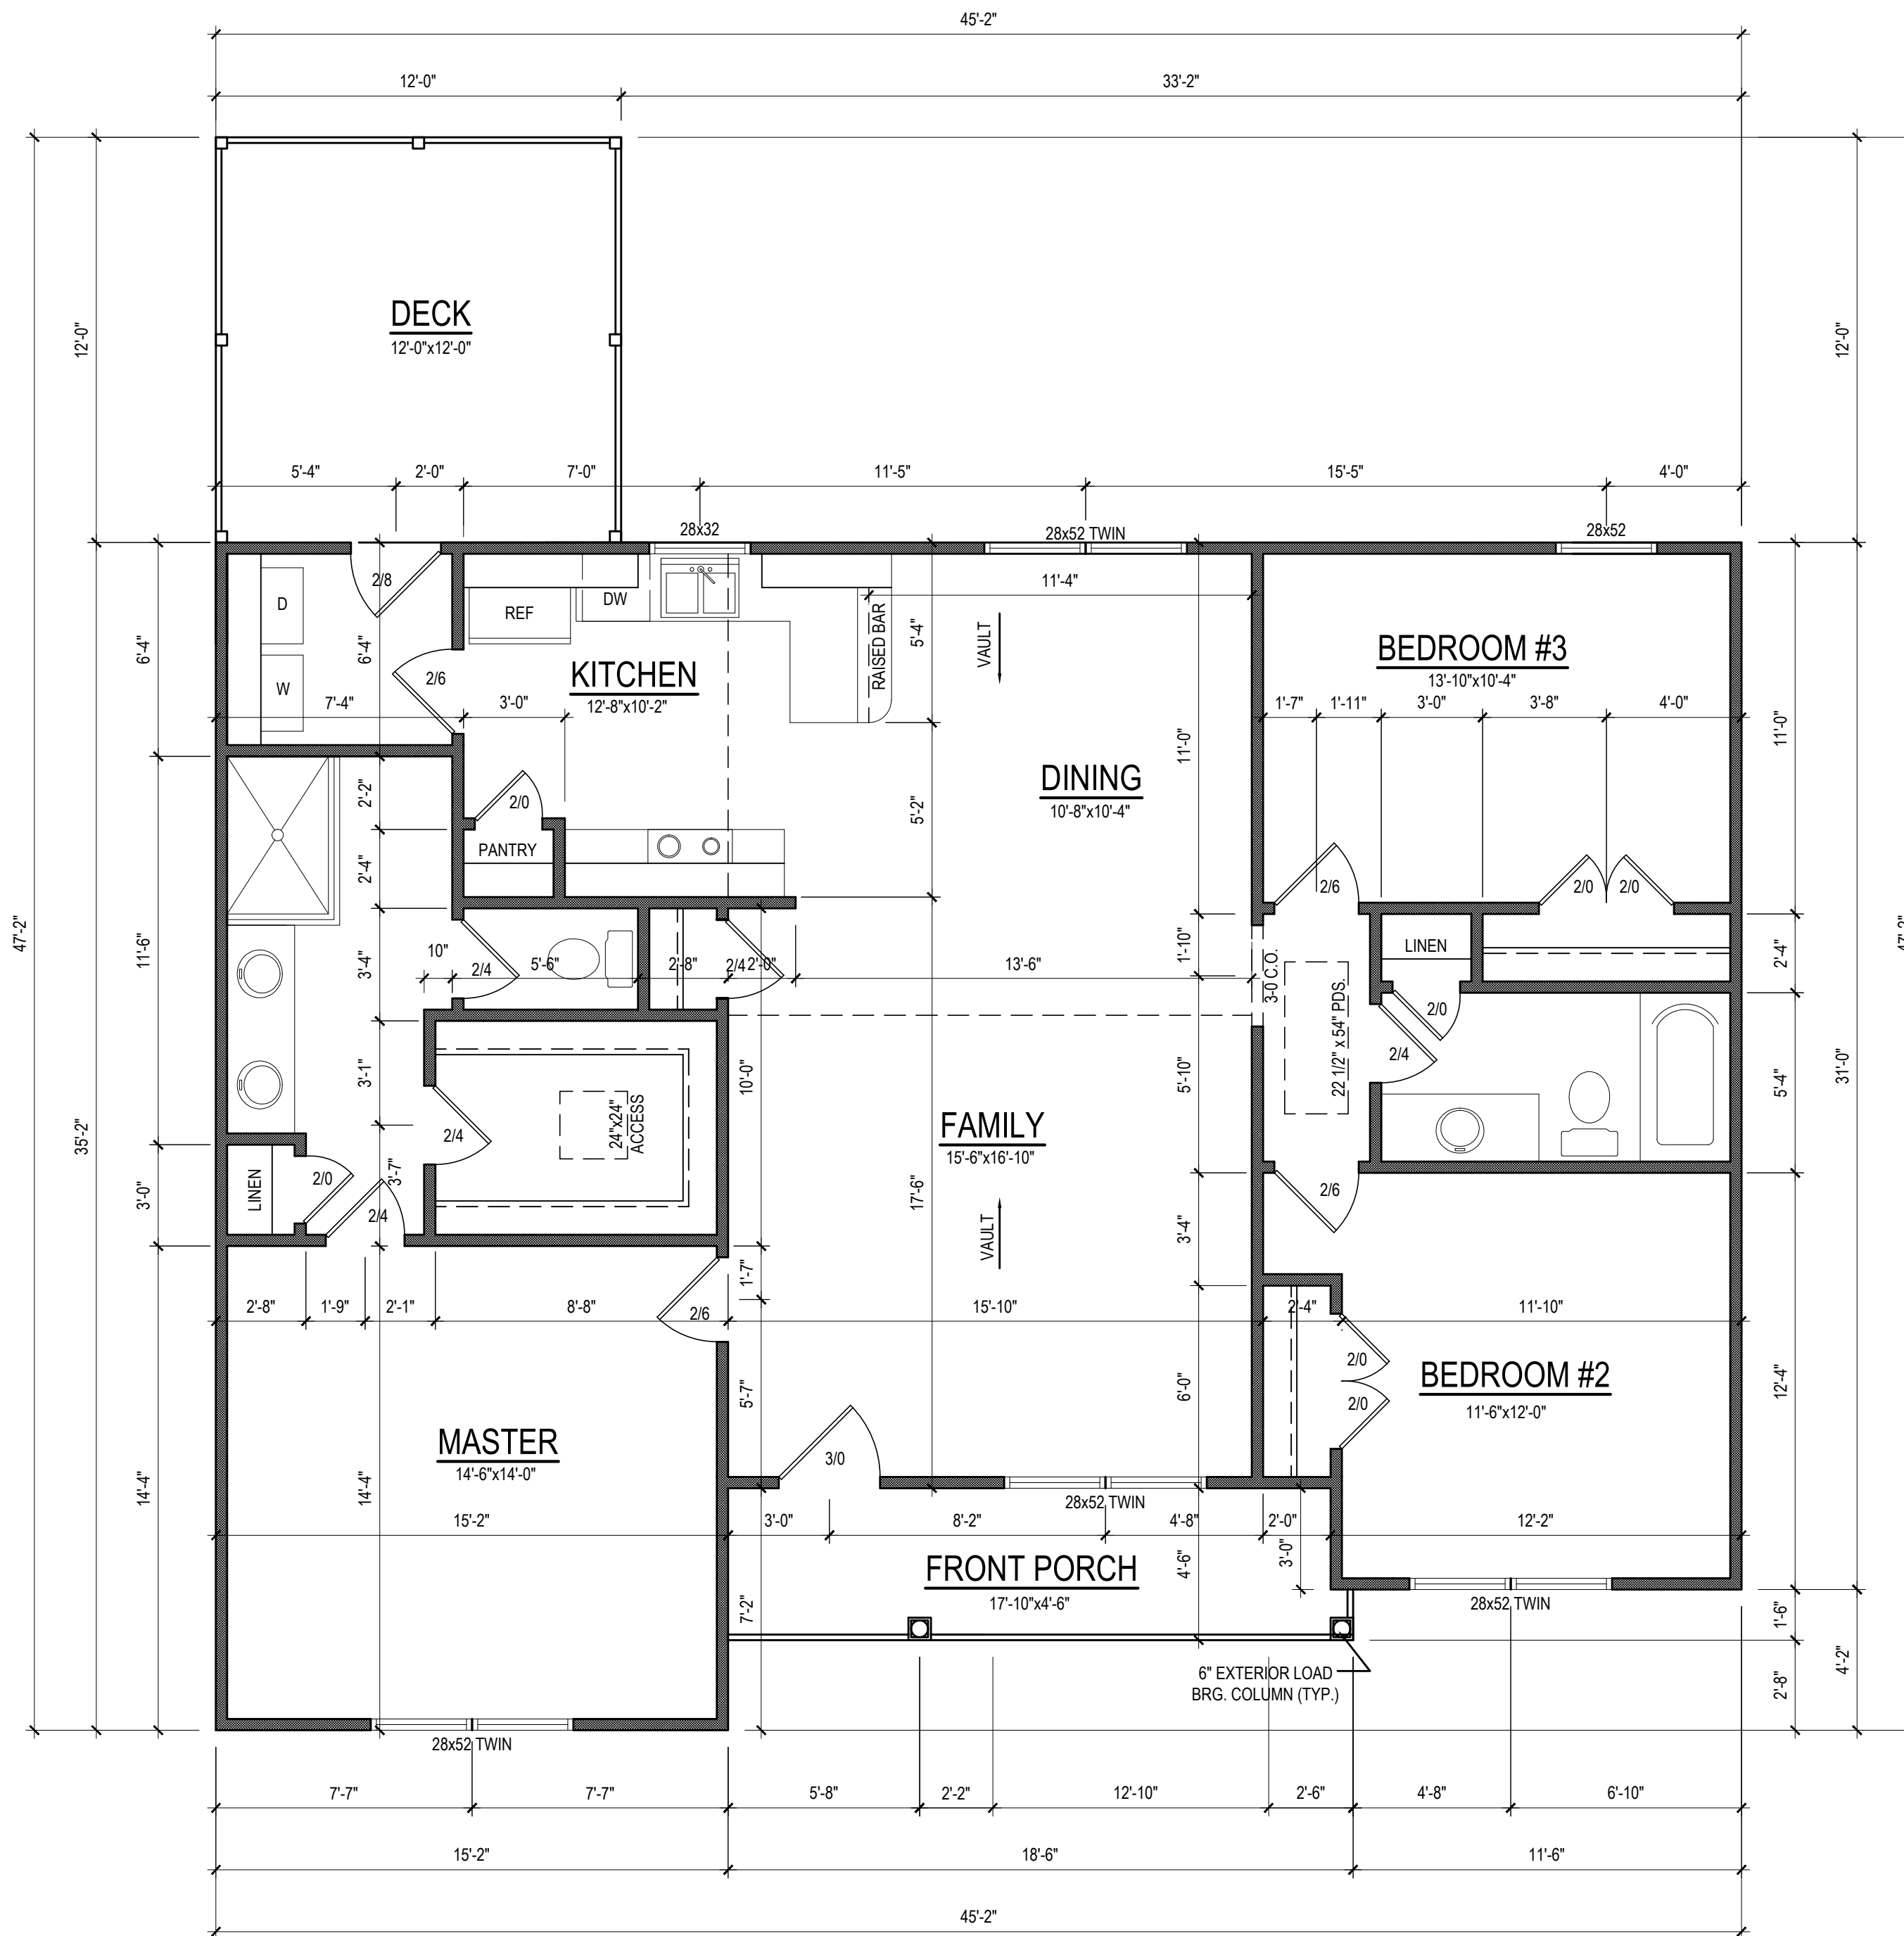 45'-2"
12'-0"
33'-2"
DECK
12'-0"x12'-0"
12'-0"
12'-0"
5'-4"
2'-0"
7'-0"
11'-5"
15'-5"
4'-0"
28x32
28x52 TWIN
28x52
2/8
D
W
REF
DW
11'-4"
RAISED BAR
5'-4"
VAULT
6'-4"
6'-4"
2/6
7'-4"
3'-0"
KITCHEN
12'-8"x10'-2"
BEDROOM #3
13'-10"x10'-4"
1'-7"
1'-11"
3'-0"
3'-8"
4'-0"
11'-0"
11'-0"
DINING
10'-8"x10'-4"
2'-2"
2/0
5'-2"
PANTRY
2'-4"
2/6
2/0
2/0
47'-2"
11'-6"
3'-4"
10"
2/4
5'-6"
2'-8"
2/4
2'-0"
13'-6"
1'-10"
3-0 C.O.
LINEN
2'-4"
47'-2"
22 1/2" x 54" PDS.
2/0
2/4
31'-0"
5'-4"
35'-2"
3'-1"
10'-0"
5'-10"
24"x24"
ACCESS
2/4
FAMILY
15'-6"x16'-10"
LINEN
2/0
3'-7"
2/4
3'-0"
17'-6"
VAULT
2/6
3'-4"
1'-7"
2'-8"
1'-9"
2'-1"
8'-8"
2/6
15'-10"
2'-4"
11'-10"
2/0
2/0
BEDROOM #2
11'-6"x12'-0"
12'-4"
5'-7"
6'-0"
MASTER
14'-6"x14'-0"
3/0
14'-4"
14'-4"
28x52 TWIN
15'-2"
3'-0"
8'-2"
4'-8"
2'-0"
12'-2"
3'-0"
FRONT PORCH
17'-10"x4'-6"
4'-6"
7'-2"
28x52 TWIN
1'-6"
4'-2"
2'-8"
6" EXTERIOR LOAD
BRG. COLUMN (TYP.)
28x52 TWIN
7'-7"
7'-7"
5'-8"
2'-2"
12'-10"
2'-6"
4'-8"
6'-10"
15'-2"
18'-6"
11'-6"
45'-2"